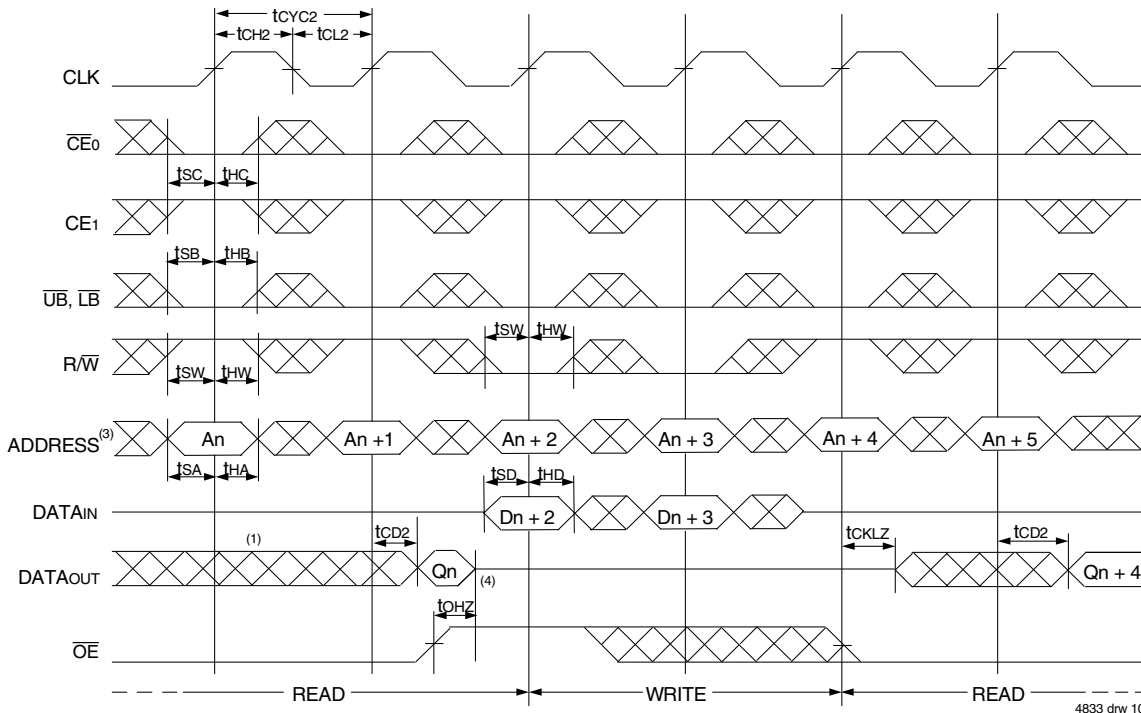 tCYC2
tCH2 tCL2
CLK
CE0
tSC tHC
CE1
tSB tHB
UB, LB
tSW tHW
R/W
tSW tHW
ADDRESS(3) An An +1 An + 2 An + 3 An + 4 An + 5
tSA tHA tSD tHD
DATAIN Dn + 2 Dn + 3
(1) tCD2 tCKLZ tCD2
DATAOUT Qn (4) Qn + 4
tOHZ
OE
READ WRITE READ
4833 drw 10